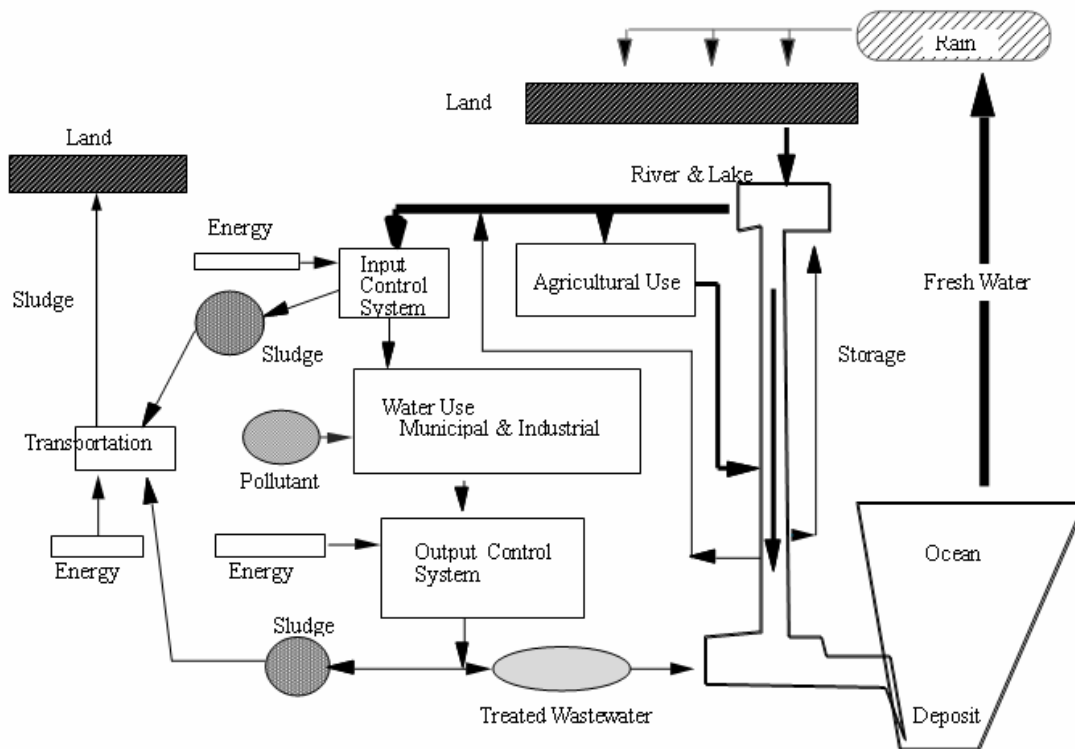 Rain
Land
Land
River & Lake
Energy
Input
Control
System
Agricultural Use
Fresh Water
Sludge
Sludge
Storage
Water Use
Municipal & Industrial
Transportation
Pollutant
Output Control
System
Ocean
Energy
Energy
Sludge
Treated Wastewater
Deposit